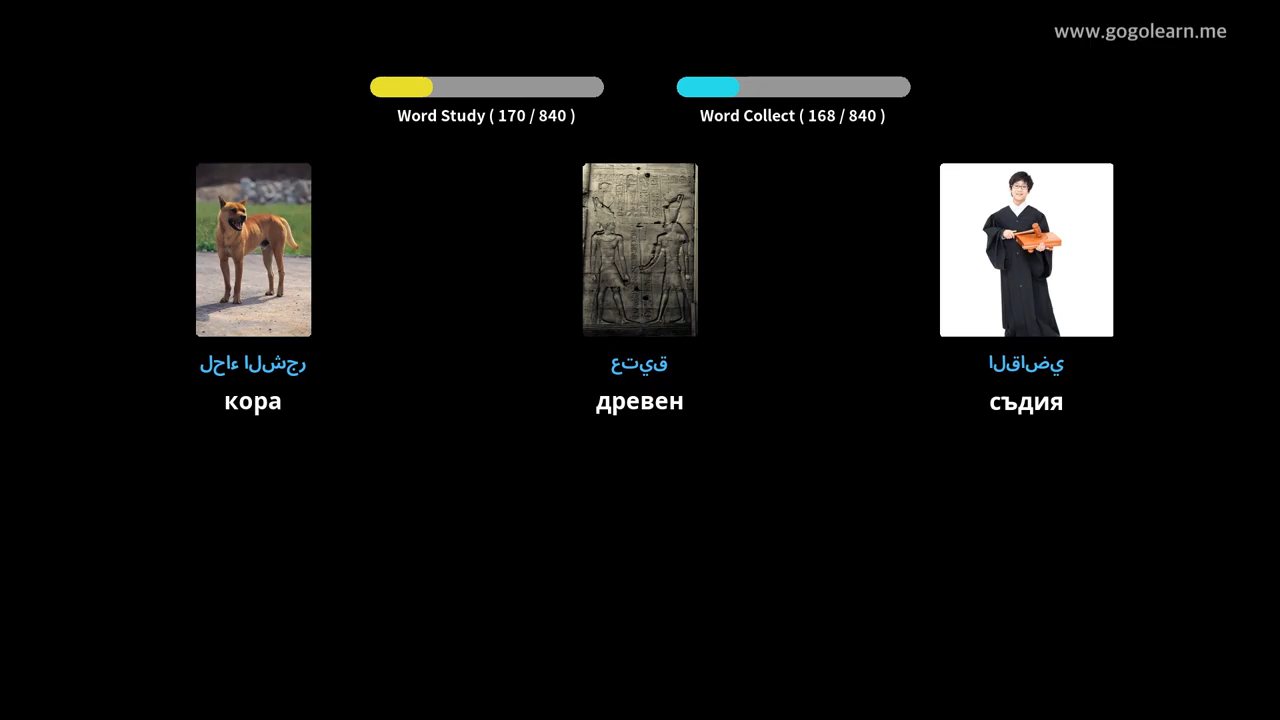 www.gogolearn.me
Word Study ( 170 / 840 )
Word Collect ( 168 / 840 )
لحاء الشجر
кора
عتيق
древен
القاضي
съдия